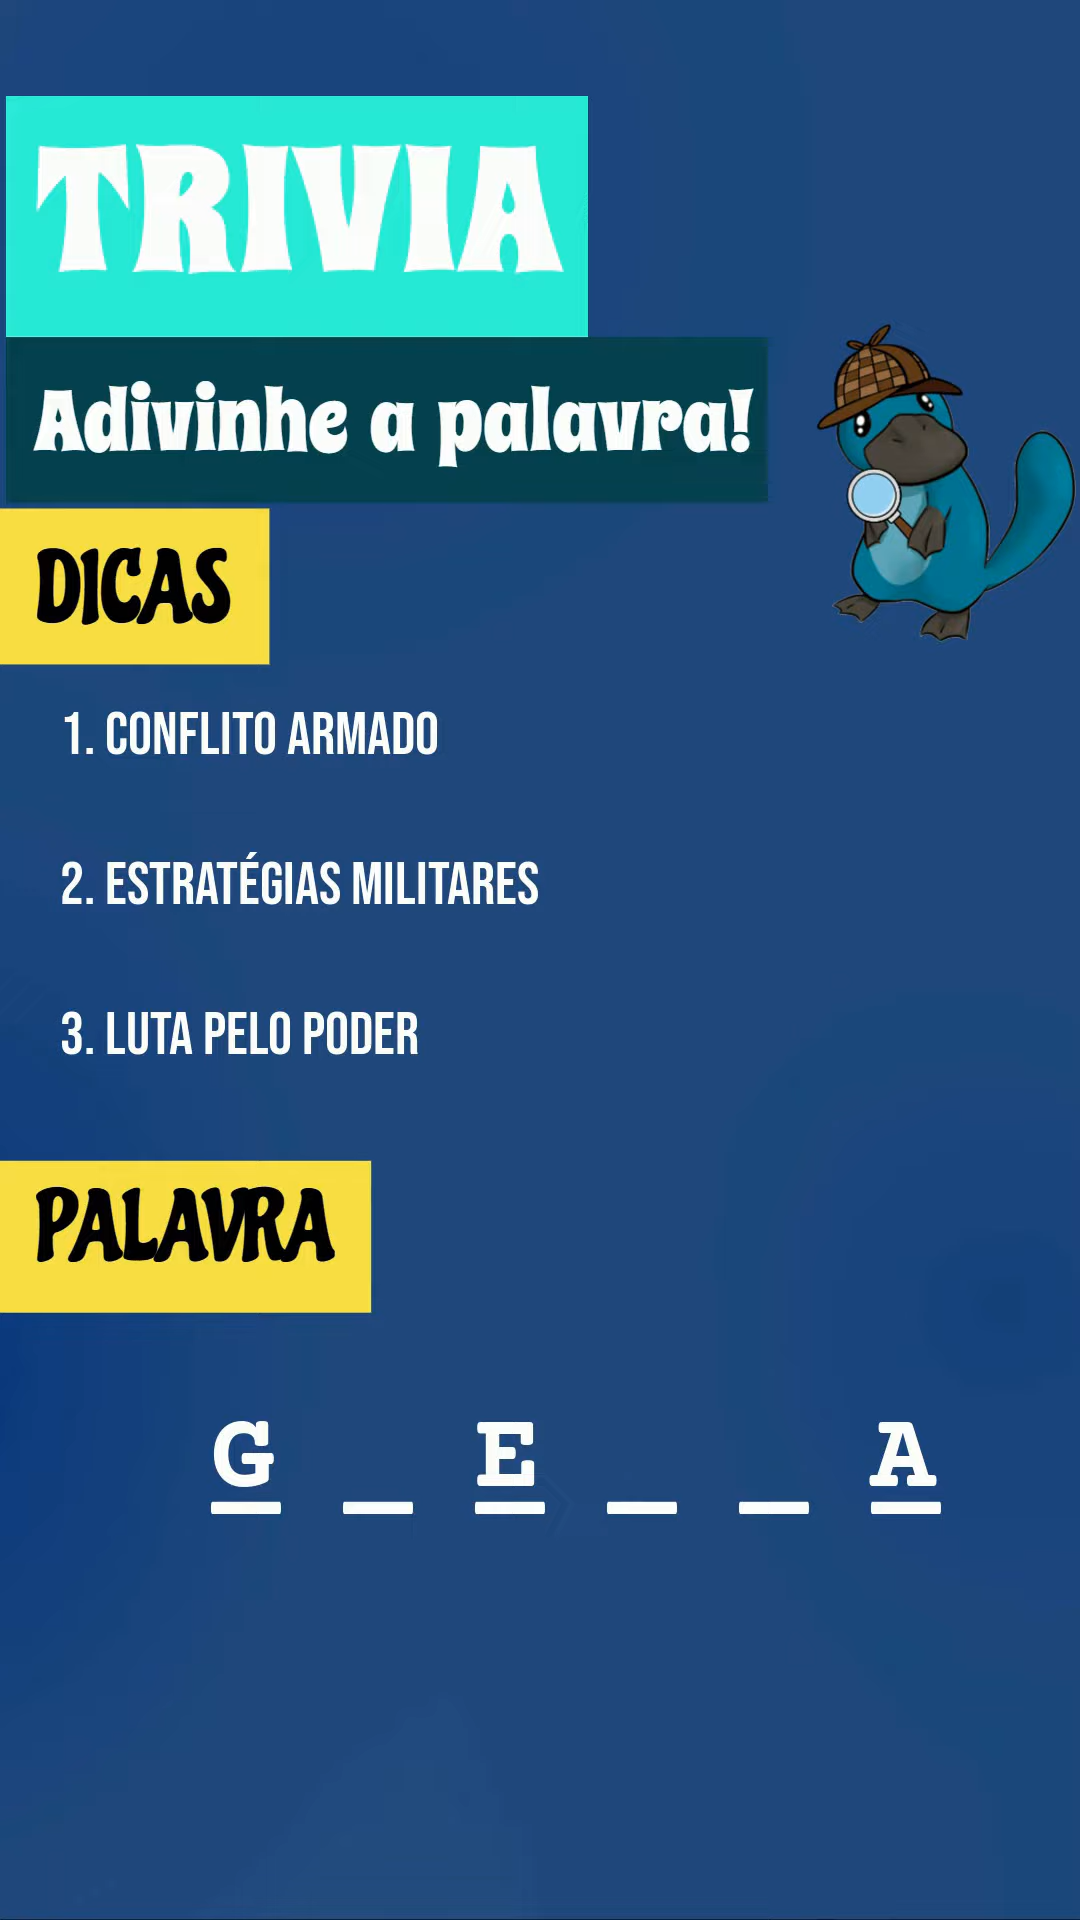 TRIVIA
Adivinhe a palavra!
DICAS
1. CONFLITO ARMADO
2. ESTRATÉGIAS MILITARES
3. LUTA PELO PODER
PALAVRA
G _ E _ _ A